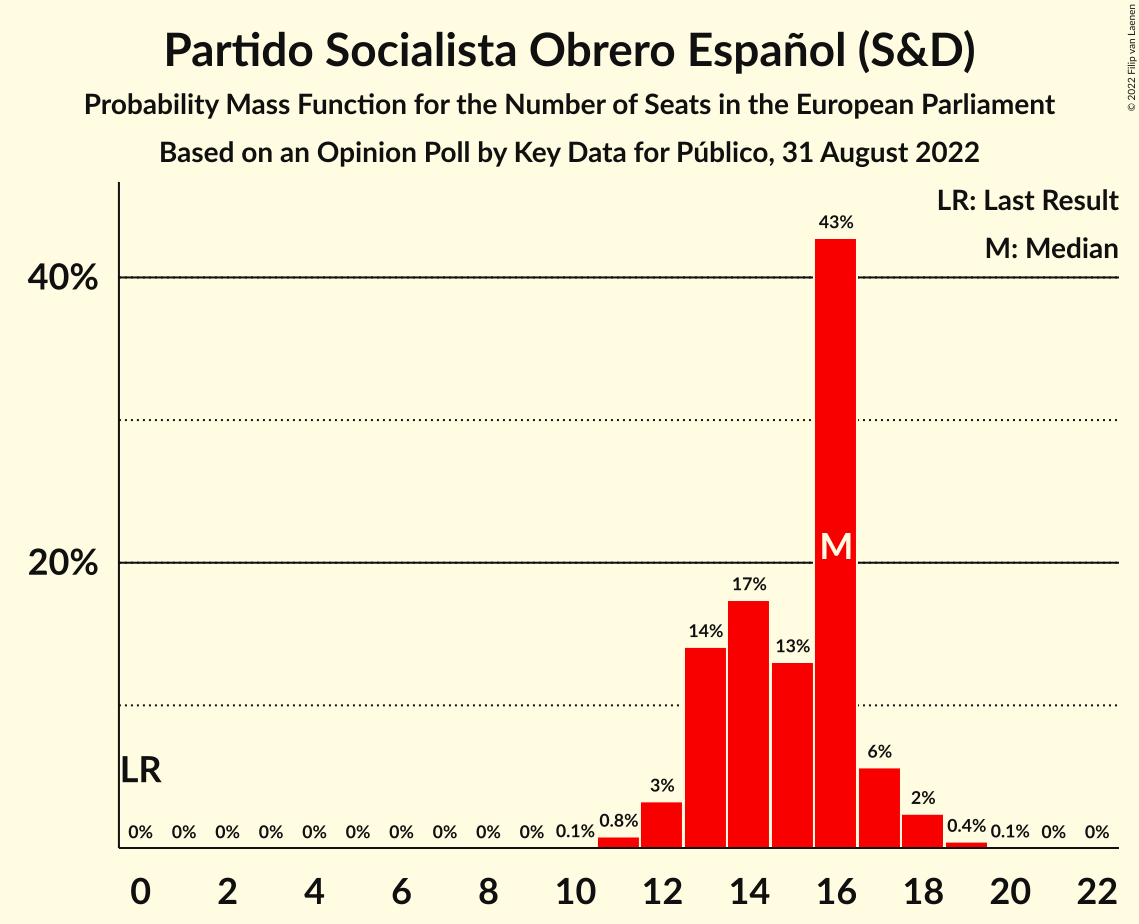 Partido Socialista Obrero Español (S&D)
Probability Mass Function for the Number of Seats in the European Parliament
Based on an Opinion Poll by Key Data for Público, 31 August 2022
© 2022 Filip van Laenen
LR: Last Result
M: Median
43%
40%
M
20%
17%
14%
13%
LR
6%
3%
2%
0% 0% 0% 0% 0% 0% 0% 0% 0% 0% 0.1% 0.8% 0.4% 0.1% 0% 0%
0 2 4 6 8 10 12 14 16 18 20 22